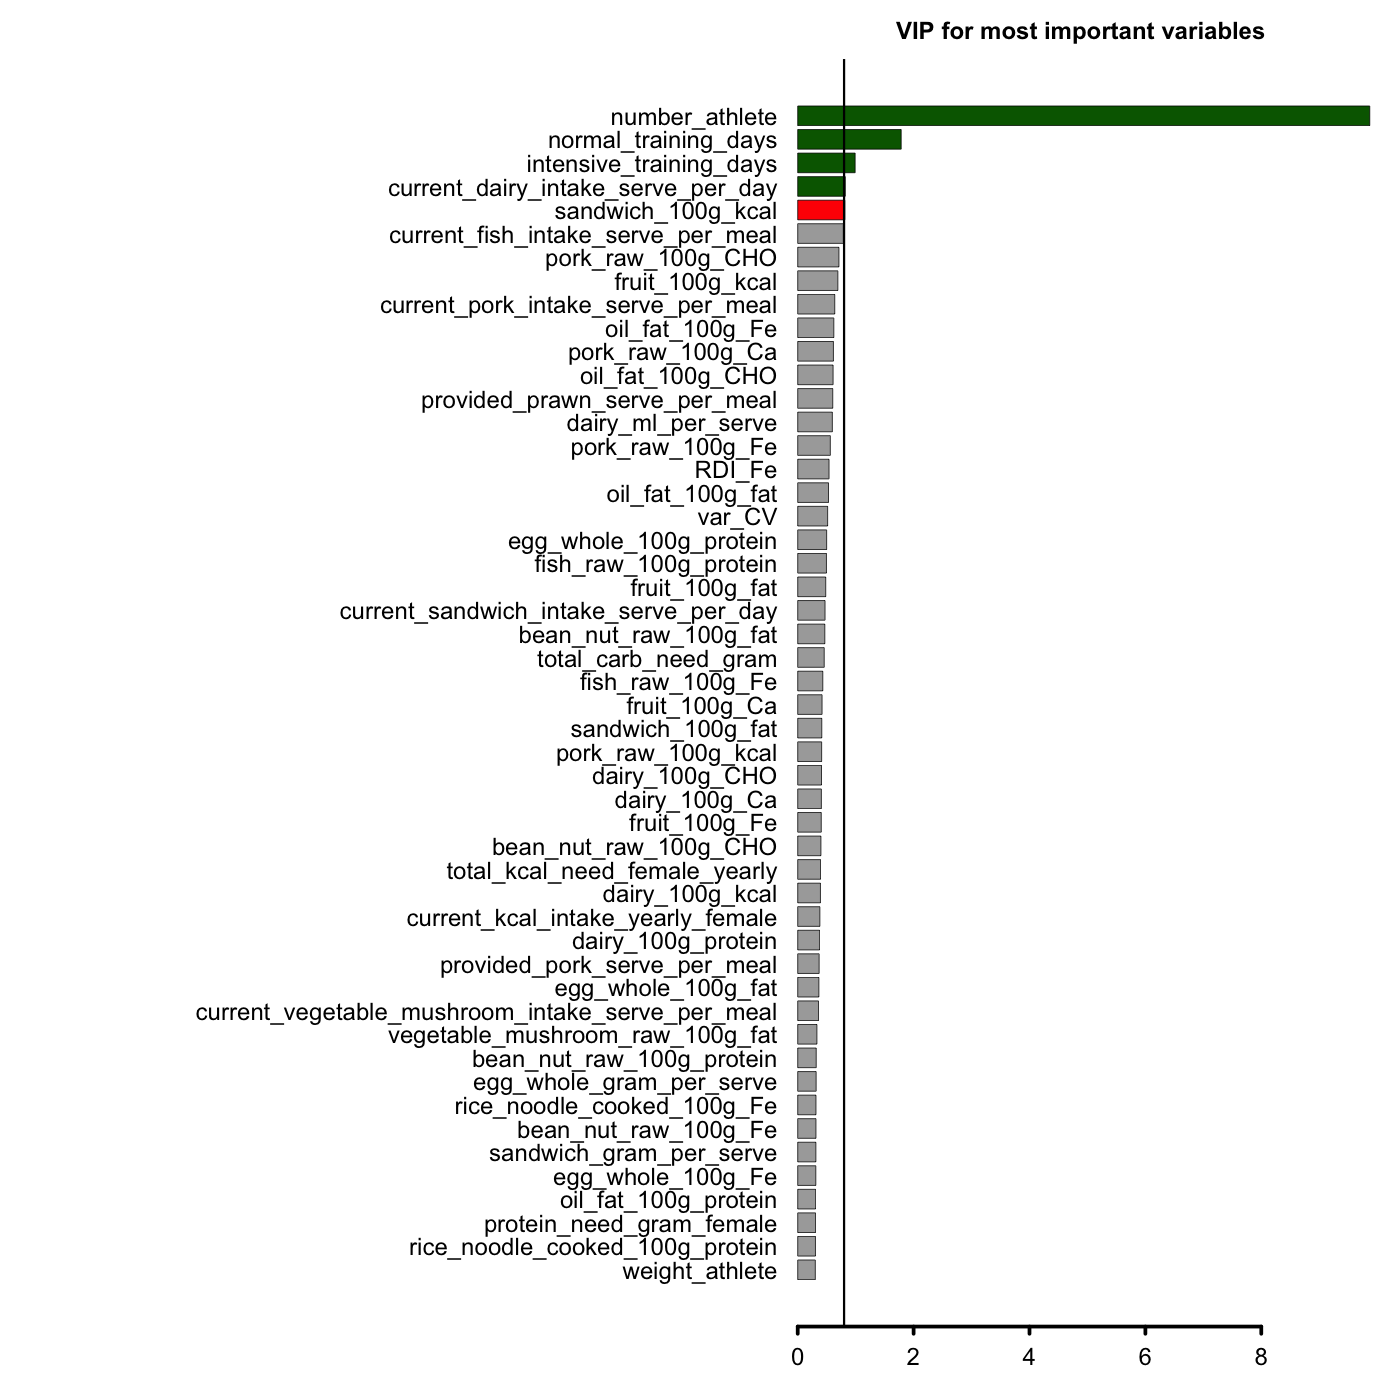 VIP for most important variables
number_athlete
normal_training_days
intensive_training_days
current_dairy_intake_serve_per_day
sandwich_100g_kcal
current_fish_intake_serve_per_meal
pork_raw_100g_CHO
fruit_100g_kcal
current_pork_intake_serve_per_meal
oil_fat_100g_Fe
pork_raw_100g_Ca
oil_fat_100g_CHO
provided_prawn_serve_per_meal
dairy_ml_per_serve
pork_raw_100g_Fe
RDI_Fe
oil_fat_100g_fat
var_CV
egg_whole_100g_protein
fish_raw_100g_protein
fruit_100g_fat
current_sandwich_intake_serve_per_day
bean_nut_raw_100g_fat
total_carb_need_gram
fish_raw_100g_Fe
fruit_100g_Ca
sandwich_100g_fat
pork_raw_100g_kcal
dairy_100g_CHO
dairy_100g_Ca
fruit_100g_Fe
bean_nut_raw_100g_CHO
total_kcal_need_female_yearly
dairy_100g_kcal
current_kcal_intake_yearly_female
dairy_100g_protein
provided_pork_serve_per_meal
egg_whole_100g_fat
current_vegetable_mushroom_intake_serve_per_meal
vegetable_mushroom_raw_100g_fat
bean_nut_raw_100g_protein
egg_whole_gram_per_serve
rice_noodle_cooked_100g_Fe
bean_nut_raw_100g_Fe
sandwich_gram_per_serve
egg_whole_100g_Fe
oil_fat_100g_protein
protein_need_gram_female
rice_noodle_cooked_100g_protein
weight_athlete
0 2 4 6 8